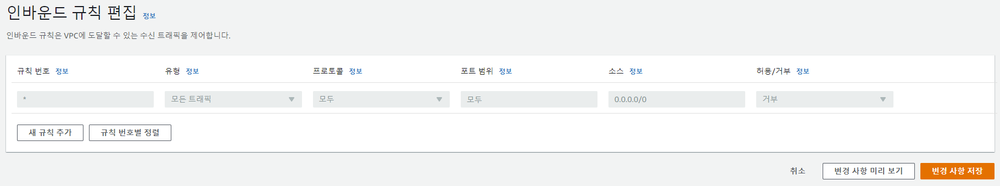 인바운드 규칙 편집 정보
인바운드 규칙은 VPC에 도달할 수 있는 수신 트래픽을 제어합니다.
규칙 번호 정보 유형 정보 프로토콜 정보 포트 범위 정보 소스 정보 허용/거부 정보
* 모든 트래픽 모두 모두 0.0.0.0/0 거부
새 규칙 추가 규칙 번호별 정렬
취소 변경 사항 미리 보기 변경 사항 저장